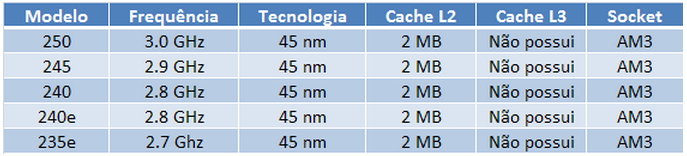 Modelo Frequência Tecnologia Cache L2 Cache L3 Socket
250 3.0 GHz 45 nm 2 MB Não possui AM3
245 2.9 GHz 45 nm 2 MB Não possui AM3
240 2.8 GHz 45 nm 2 MB Não possui AM3
240e 2.8 GHz 45 nm 2 MB Não possui AM3
235e 2.7 Ghz 45 nm 2 MB Não possui AM3